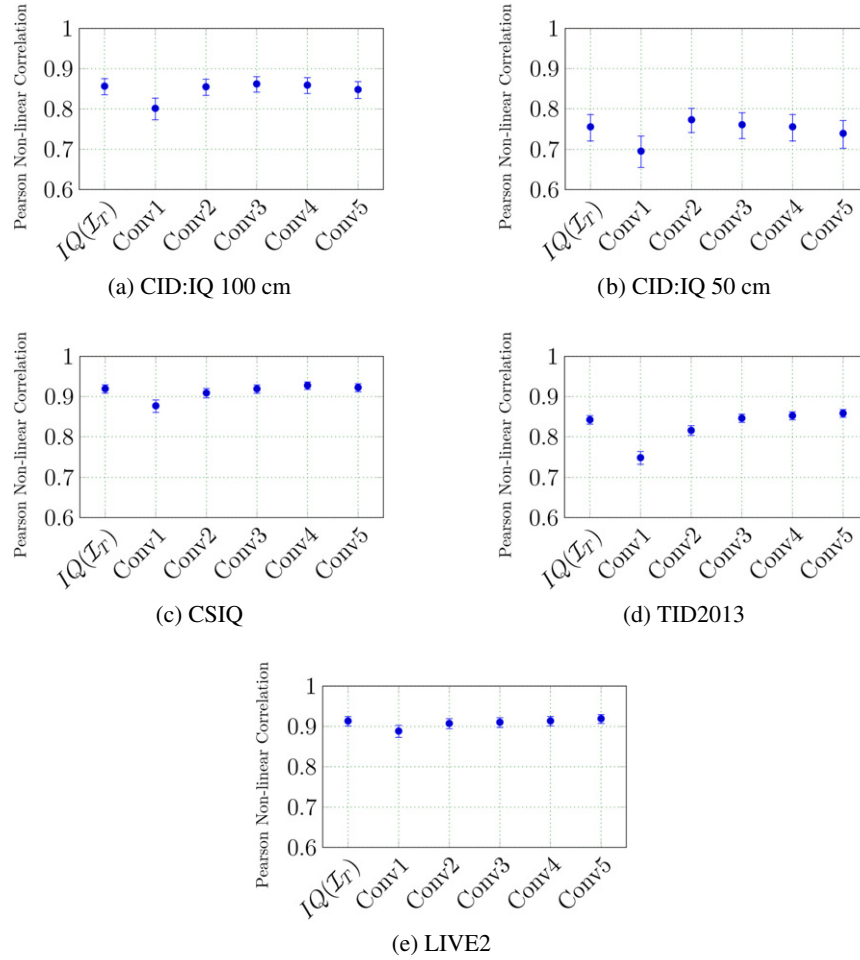 Pearson Non-linear Correlation
1
0.9
0.8
0.7
0.6
IQ(𝓘_T)
Conv1
Conv2
Conv3
Conv4
Conv5
(a) CID:IQ 100 cm
Pearson Non-linear Correlation
1
0.9
0.8
0.7
0.6
IQ(𝓘_T)
Conv1
Conv2
Conv3
Conv4
Conv5
(b) CID:IQ 50 cm
Pearson Non-linear Correlation
1
0.9
0.8
0.7
0.6
IQ(𝓘_T)
Conv1
Conv2
Conv3
Conv4
Conv5
(c) CSIQ
Pearson Non-linear Correlation
1
0.9
0.8
0.7
0.6
IQ(𝓘_T)
Conv1
Conv2
Conv3
Conv4
Conv5
(d) TID2013
Pearson Non-linear Correlation
1
0.9
0.8
0.7
0.6
IQ(𝓘_T)
Conv1
Conv2
Conv3
Conv4
Conv5
(e) LIVE2